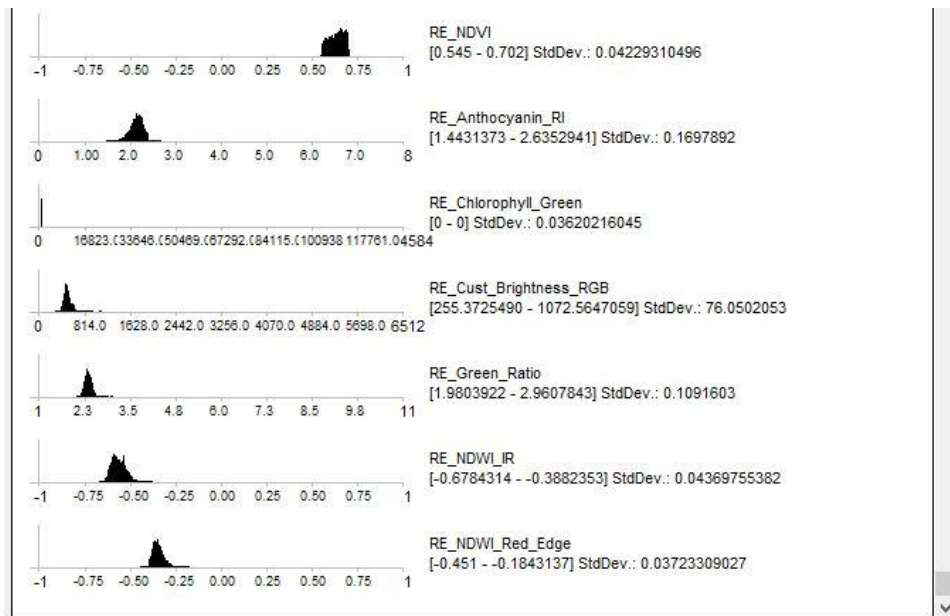 RE_NDVI
[0.545 - 0.702] StdDev.: 0.04229310496
-1 -0.75 -0.50 -0.25 0.00 0.25 0.50 0.75 1
RE_Anthocyanin_RI
[1.4431373 - 2.6352941] StdDev.: 0.1697892
0 1.00 2.0 3.0 4.0 5.0 6.0 7.0 8
RE_Chlorophyll_Green
[0 - 0] StdDev.: 0.03620216045
0 16823.0 33646.0 50469.0 67292.0 84115.0 100938 117761.0 4584
RE_Cust_Brightness_RGB
[255.3725490 - 1072.5647059] StdDev.: 76.0502053
0 814.0 1628.0 2442.0 3256.0 4070.0 4884.0 5698.0 6512
RE_Green_Ratio
[1.9803922 - 2.9607843] StdDev.: 0.1091603
1 2.3 3.5 4.8 6.0 7.3 8.5 9.8 11
RE_NDWI_IR
[-0.6784314 - -0.3882353] StdDev.: 0.04369755382
-1 -0.75 -0.50 -0.25 0.00 0.25 0.50 0.75 1
RE_NDWI_Red_Edge
[-0.451 - -0.1843137] StdDev.: 0.03723309027
-1 -0.75 -0.50 -0.25 0.00 0.25 0.50 0.75 1